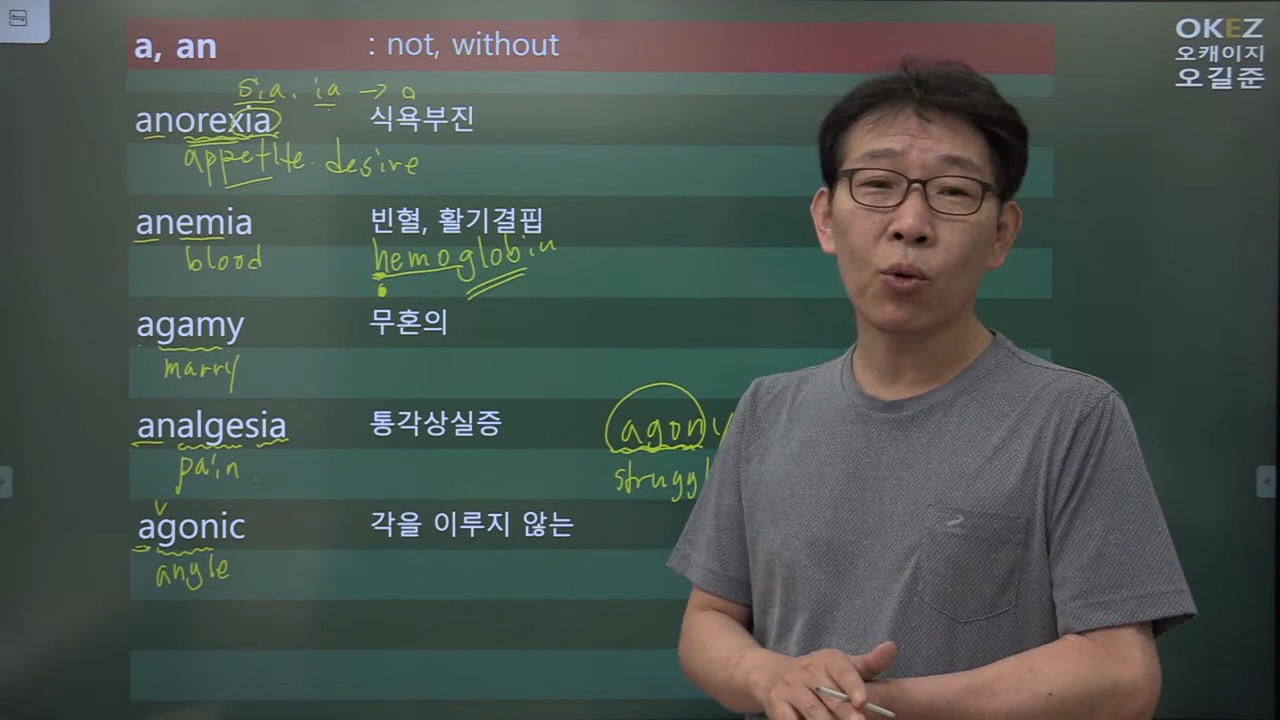 a, an : not, without
OKEZ
오캐이지
오길준
sia. ia →
anorexia 식욕부진
appetite. desire
anemia 빈혈, 활기결핍
blood hemoglobin
agamy 무혼의
marry
analgesia 통각상실증 agon
pain struggl
agonic 각을 이루지 않는
angle